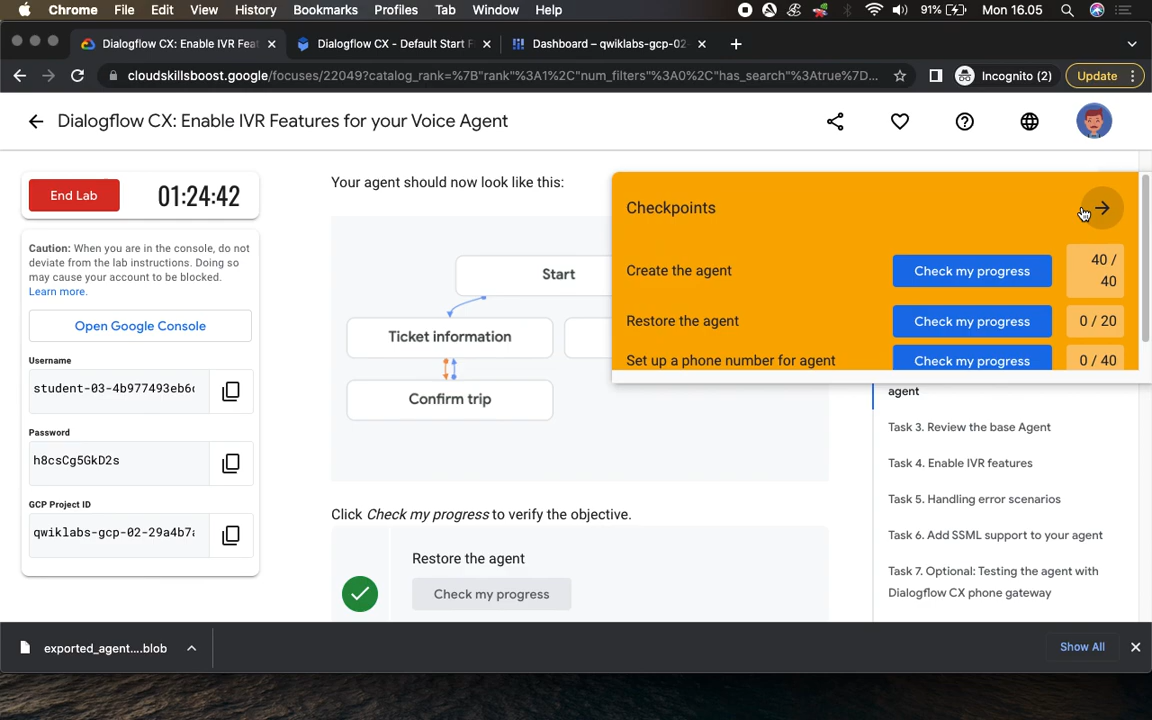 Chrome File Edit View History Bookmarks Profiles Tab Window Help 91% Mon 16.05
Dialogflow CX: Enable IVR Feat Dialogflow CX - Default Start F Dashboard – qwiklabs-gcp-02-
cloudskillsboost.google/focuses/22049?catalog_rank=%7B"rank"%3A1%2C"num_filters"%3A0%2C"has_search"%3Atrue%7D... Incognito (2) Update
Dialogflow CX: Enable IVR Features for your Voice Agent
End Lab 01:24:42
Caution: When you are in the console, do not
deviate from the lab instructions. Doing so
may cause your account to be blocked.
Learn more.
Open Google Console
Username
student-03-4b977493eb6
Password
h8csCg5GkD2s
GCP Project ID
qwiklabs-gcp-02-29a4b7
Your agent should now look like this:
Start
Ticket information
Confirm trip
Click Check my progress to verify the objective.
Restore the agent
Check my progress
Checkpoints
Create the agent Check my progress 40 /
40
Restore the agent Check my progress 0 / 20
Set up a phone number for agent Check my progress 0 / 40
agent
Task 3. Review the base Agent
Task 4. Enable IVR features
Task 5. Handling error scenarios
Task 6. Add SSML support to your agent
Task 7. Optional: Testing the agent with
Dialogflow CX phone gateway
exported_agent....blob Show All